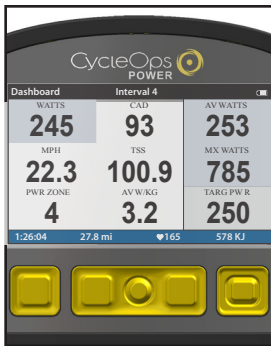 CycleOps
POWER
Dashboard Interval 4
WATTS CAD AV WATTS
245 93 253
MPH TSS MX WATTS
22.3 100.9 785
PWR ZONE AV W/KG TARG PW R
4 3.2 250
1:26:04 27.8 mi ♥165 578 KJ